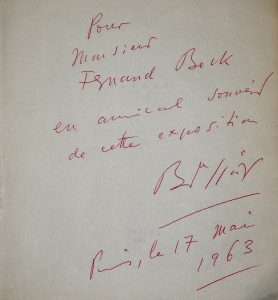 Pour
Monsieur
Fernand Beck
en amical souvenir
de cette exposition
Paris, le 17 Mai
1963